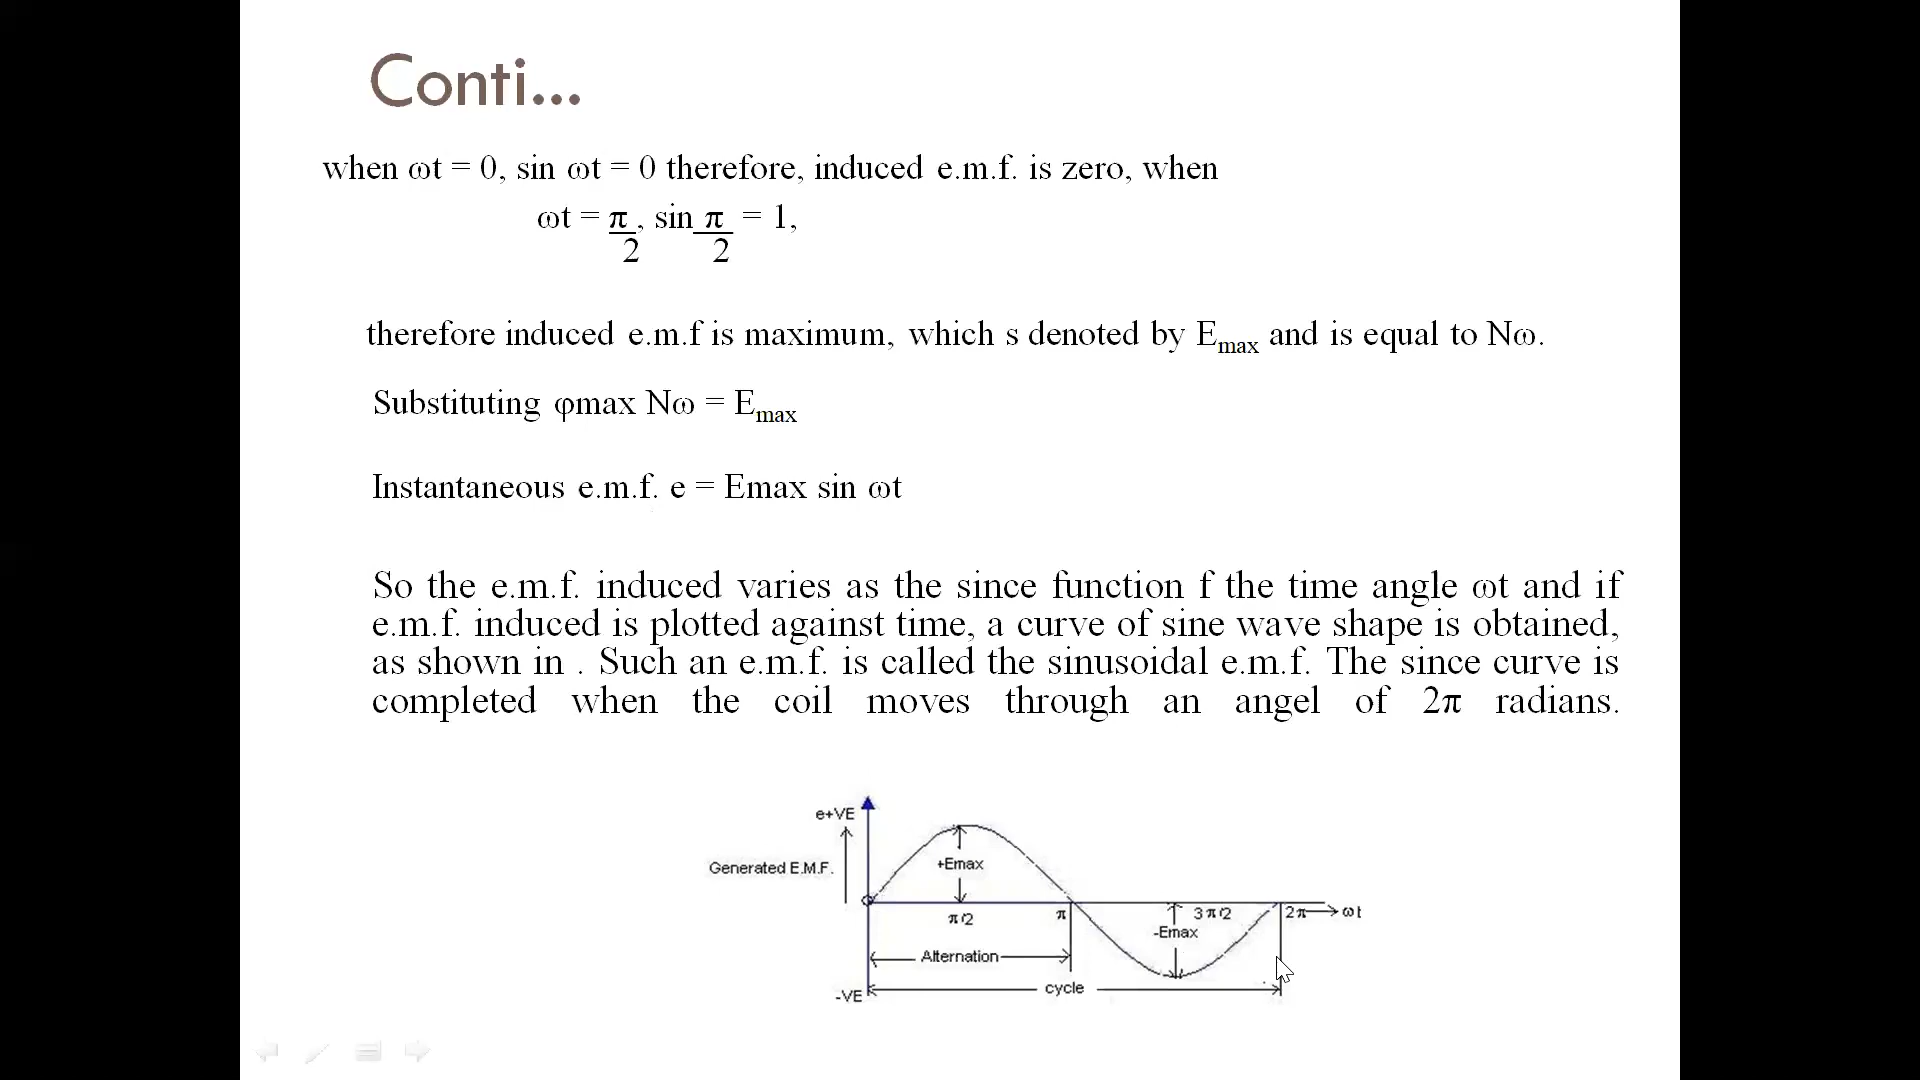 Conti...
when ωt = 0, sin ωt = 0 therefore, induced e.m.f. is zero, when
ωt = π , sin π = 1,
2 2
therefore induced e.m.f is maximum, which s denoted by Emax and is equal to Nω.
Substituting φmax Nω = Emax
Instantaneous e.m.f. e = Emax sin ωt
So the e.m.f. induced varies as the since function f the time angle ωt and if
e.m.f. induced is plotted against time, a curve of sine wave shape is obtained,
as shown in . Such an e.m.f. is called the sinusoidal e.m.f. The since curve is
completed when the coil moves through an angel of 2π radians.
e+VE
Generated E.M.F.
+Emax
π/2
π
3π/2
2π
ωt
-Emax
Alternation
cycle
-VE